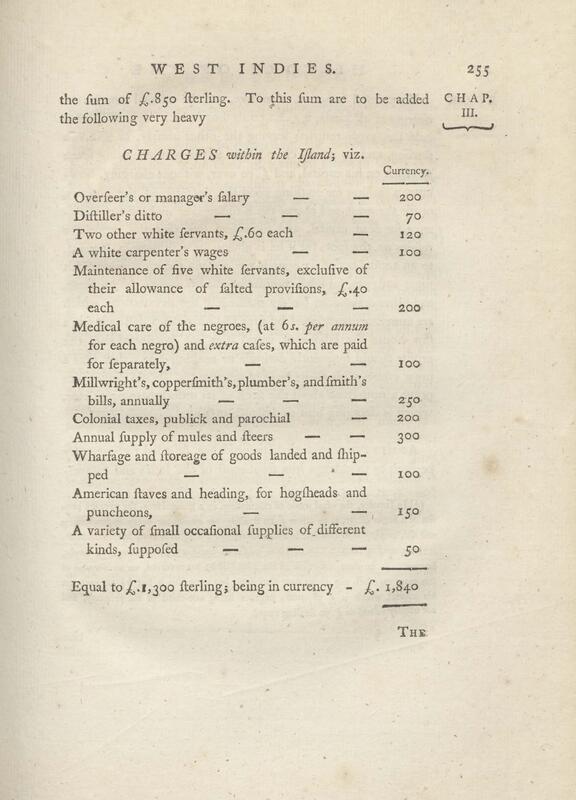 WEST INDIES. 255
the ſum of £.850 ſterling. To this ſum are to be added
the following very heavy
CHAP.
III.
CHARGES within the Iſland; viz.
Currency.
Overſeer's or manager's ſalary — — 200
Diſtiller's ditto — — — 70
Two other white ſervants, £.60 each — 120
A white carpenter's wages — — 100
Maintenance of five white ſervants, excluſive of
their allowance of ſalted proviſions, £.40
each — — — 200
Medical care of the negroes, (at 6s. per annum
for each negro) and extra caſes, which are paid
for ſeparately, — — 100
Millwright's, copperſmith's, plumber's, and ſmith's
bills, annually — — — 250
Colonial taxes, publick and parochial — 200
Annual ſupply of mules and ſteers — — 300
Wharfage and ſtoreage of goods landed and ſhip-
ped — — — 100
American ſtaves and heading, for hogſheads and
puncheons, — — 150
A variety of ſmall occaſional ſupplies of different
kinds, ſuppoſed — — — 50
Equal to £.1,300 ſterling; being in currency - £. 1,840
THE